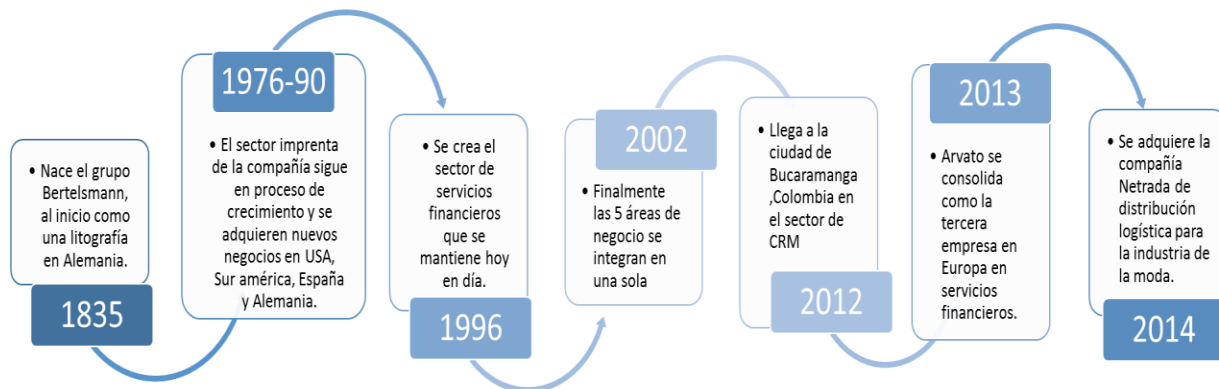 1835
• Nace el grupo
Bertelsmann,
al inicio como
una litografía
en Alemania.
1976-90
• El sector imprenta
de la compañía sigue
en proceso de
crecimiento y se
adquieren nuevos
negocios en USA,
Sur américa, España
y Alemania.
• Se crea el
sector de
servicios
financieros
que se
mantiene hoy
en día.
1996
2002
• Finalmente
las 5 áreas de
negocio se
integran en
una sola
• Llega a la
ciudad de
Bucaramanga
,Colombia en
el sector de
CRM
2012
2013
• Arvato se
consolida
como la
tercera
empresa en
Europa en
servicios
financieros.
• Se adquiere la
compañía
Netrada de
distribución
logística para
la industria de
la moda.
2014